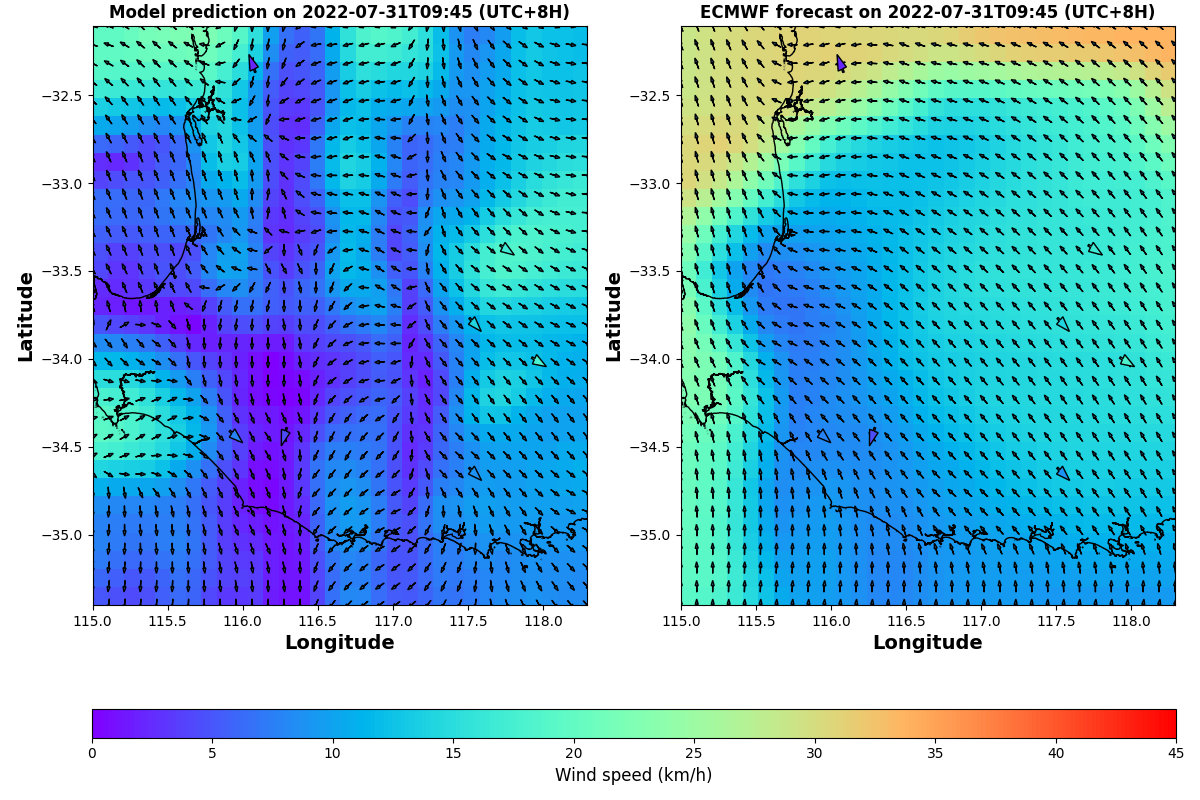 Model prediction on 2022-07-31T09:45 (UTC+8H)
ECMWF forecast on 2022-07-31T09:45 (UTC+8H)
Latitude
−32.5
−33.0
−33.5
−34.0
−34.5
−35.0
115.0 115.5 116.0 116.5 117.0 117.5 118.0
Longitude
Latitude
−32.5
−33.0
−33.5
−34.0
−34.5
−35.0
115.0 115.5 116.0 116.5 117.0 117.5 118.0
Longitude
0 5 10 15 20 25 30 35 40 45
Wind speed (km/h)